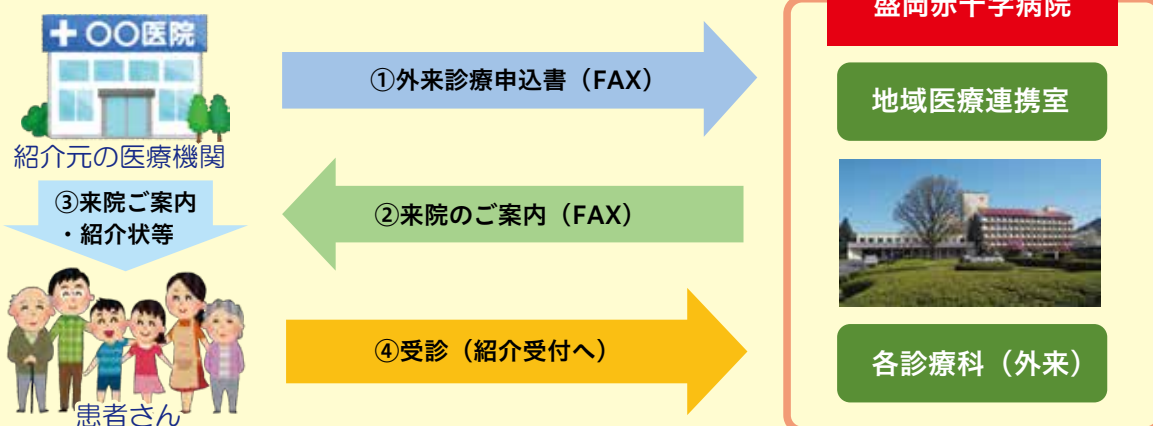 ○○医院
紹介元の医療機関
①外来診療申込書（FAX）
盛岡赤十字病院
地域医療連携室
②来院のご案内（FAX）
③来院ご案内
・紹介状等
④受診（紹介受付へ）
各診療科（外来）
患者さん